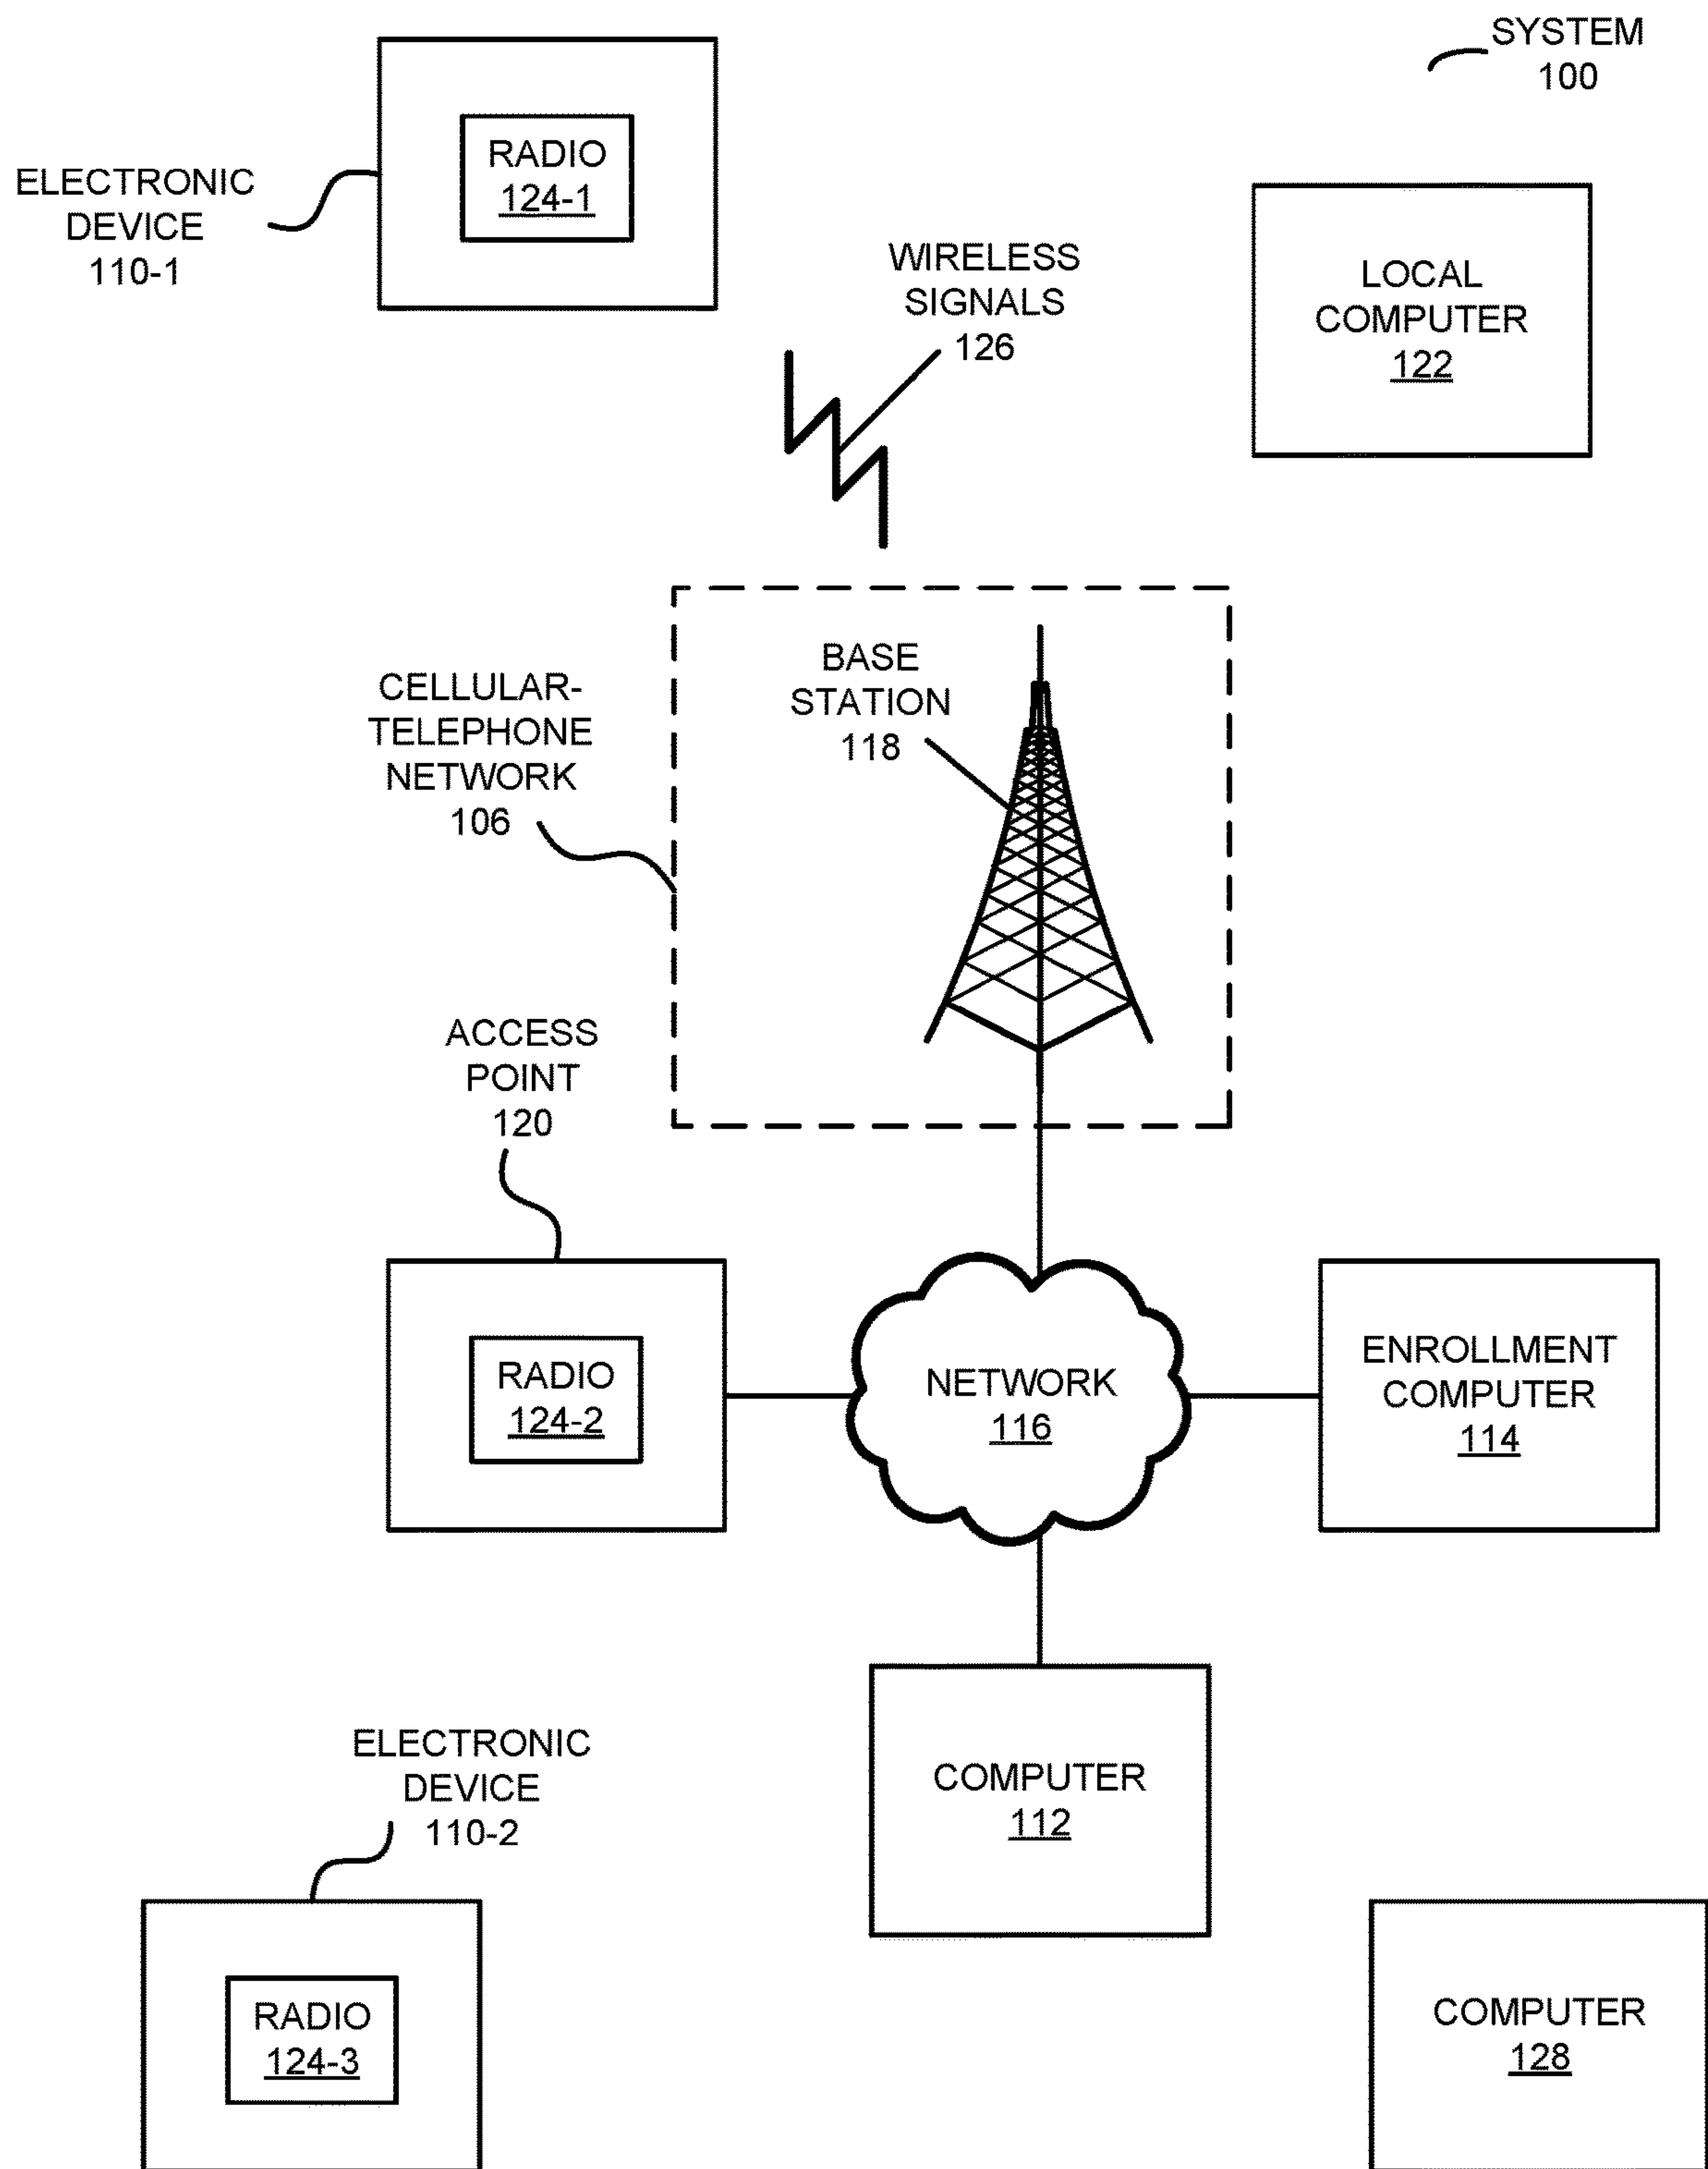 SYSTEM
100
RADIO
124-1
ELECTRONIC
DEVICE
110-1
WIRELESS
SIGNALS
126
LOCAL
COMPUTER
122
BASE
STATION
118
CELLULAR-
TELEPHONE
NETWORK
106
ACCESS
POINT
120
RADIO
124-2
NETWORK
116
ENROLLMENT
COMPUTER
114
COMPUTER
112
ELECTRONIC
DEVICE
110-2
RADIO
124-3
COMPUTER
128